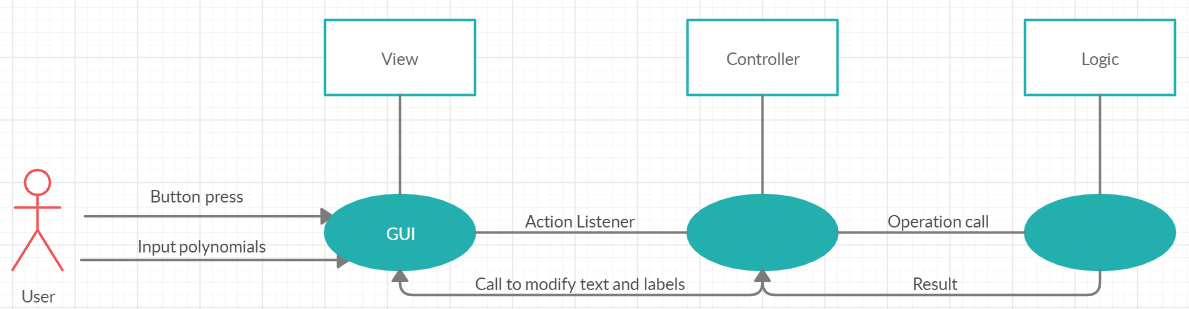 View
Controller
Logic
Button press
Input polynomials
GUI
Action Listener
Operation call
Call to modify text and labels
Result
User